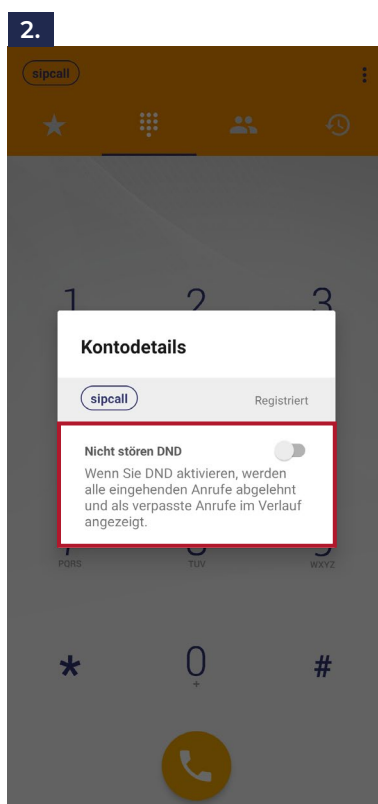 2.
sipcall
1 2 3
Kontodetails
sipcall Registriert
Nicht stören DND
Wenn Sie DND aktivieren, werden
alle eingehenden Anrufe abgelehnt
und als verpasste Anrufe im Verlauf
angezeigt.
PQRS TUV WXYZ
* 0 #
+